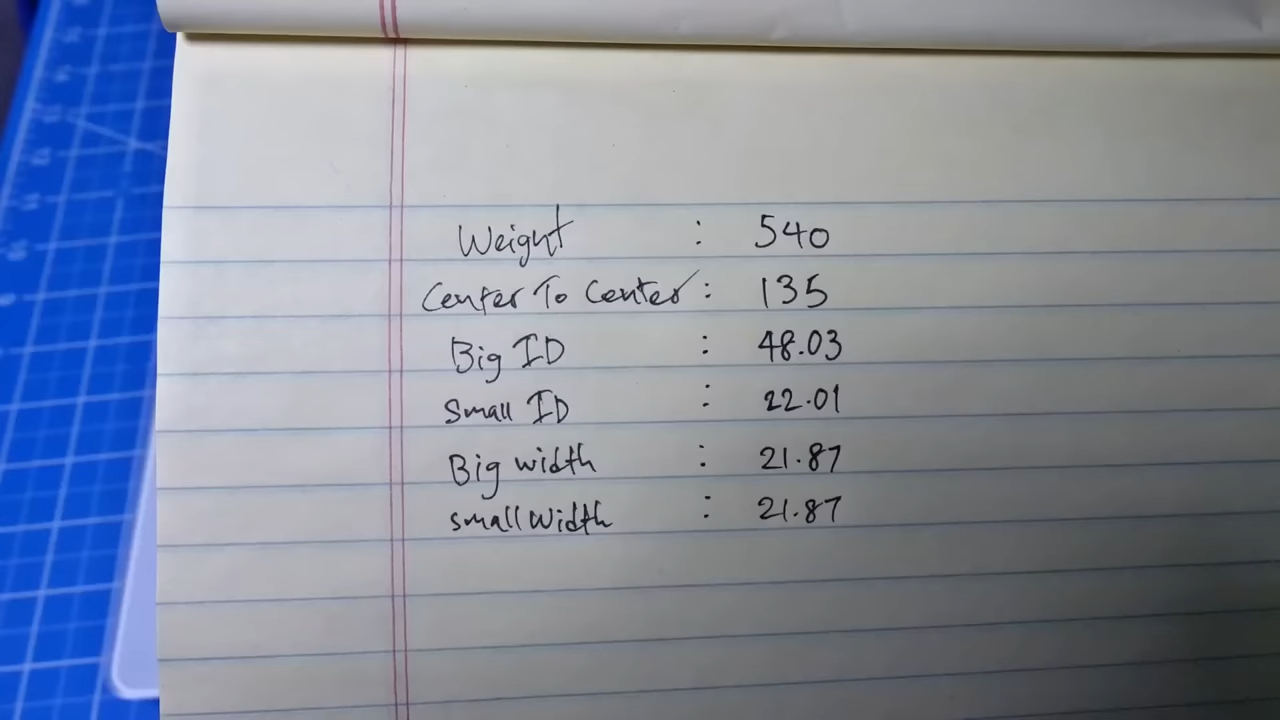 Weight : 540
Center To Center : 135
Big ID : 48.03
Small ID : 22.01
Big width : 21.87
small width : 21.87